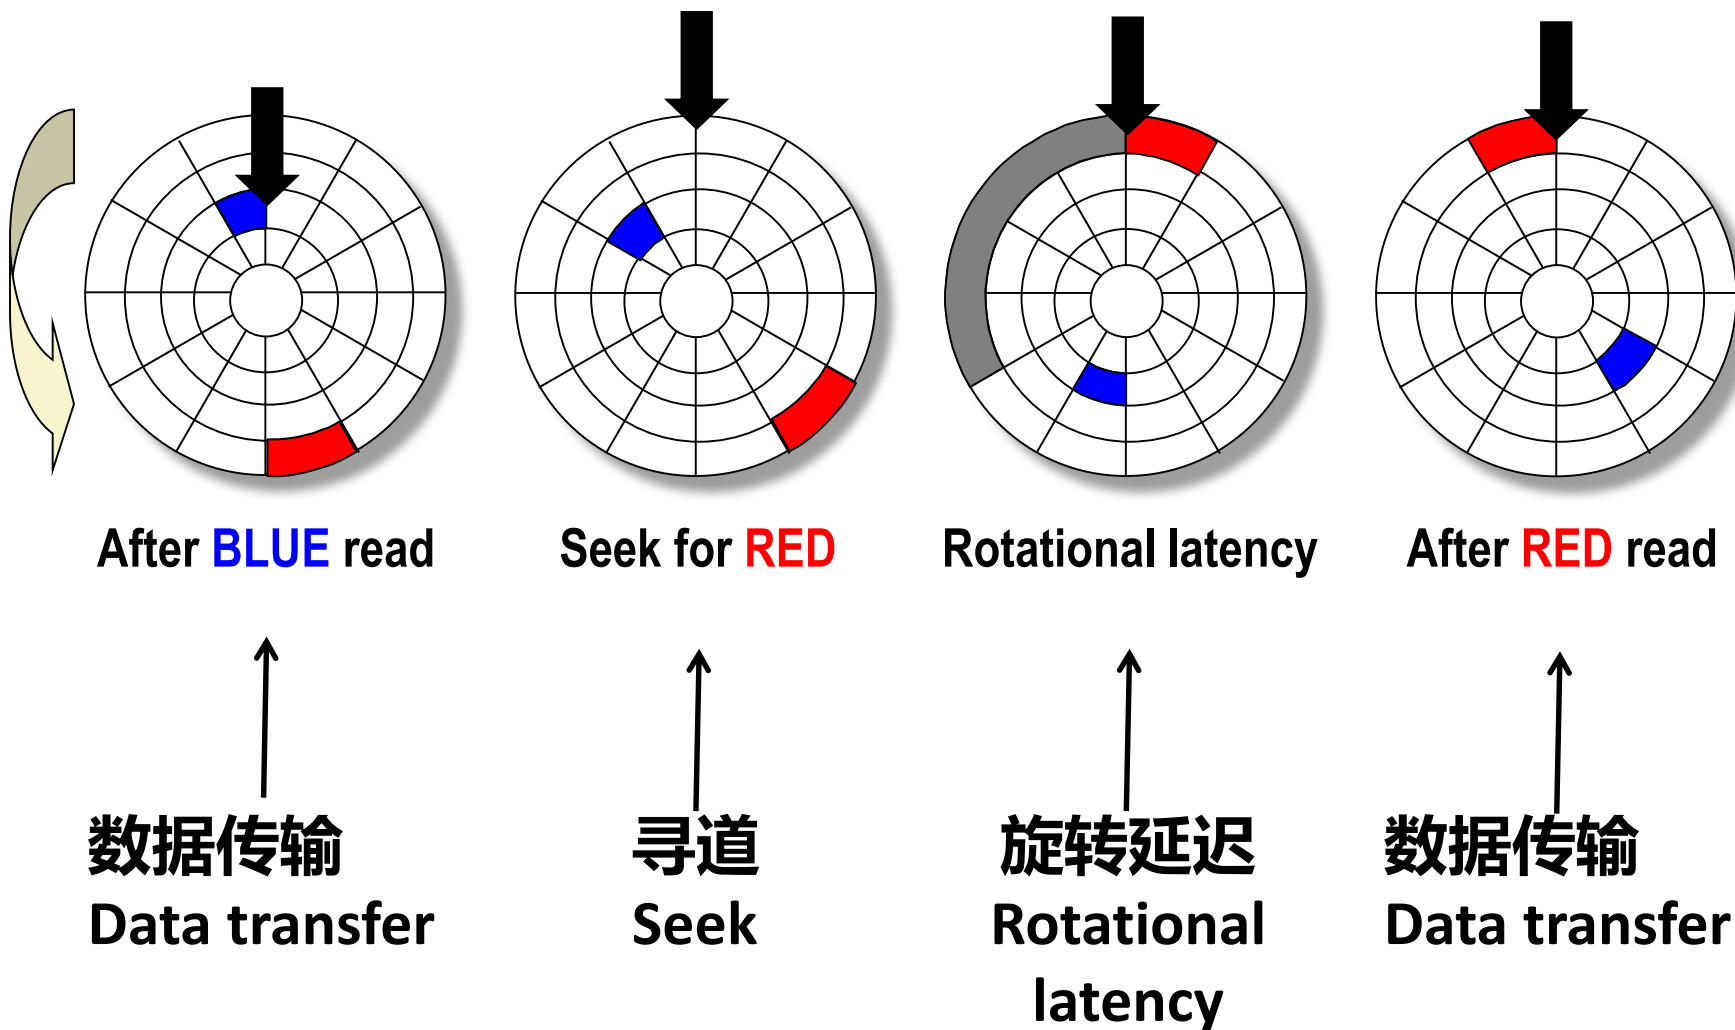 After BLUE read
Seek for RED
Rotational latency
After RED read
数据传输
Data transfer
寻道
Seek
旋转延迟
Rotational
latency
数据传输
Data transfer